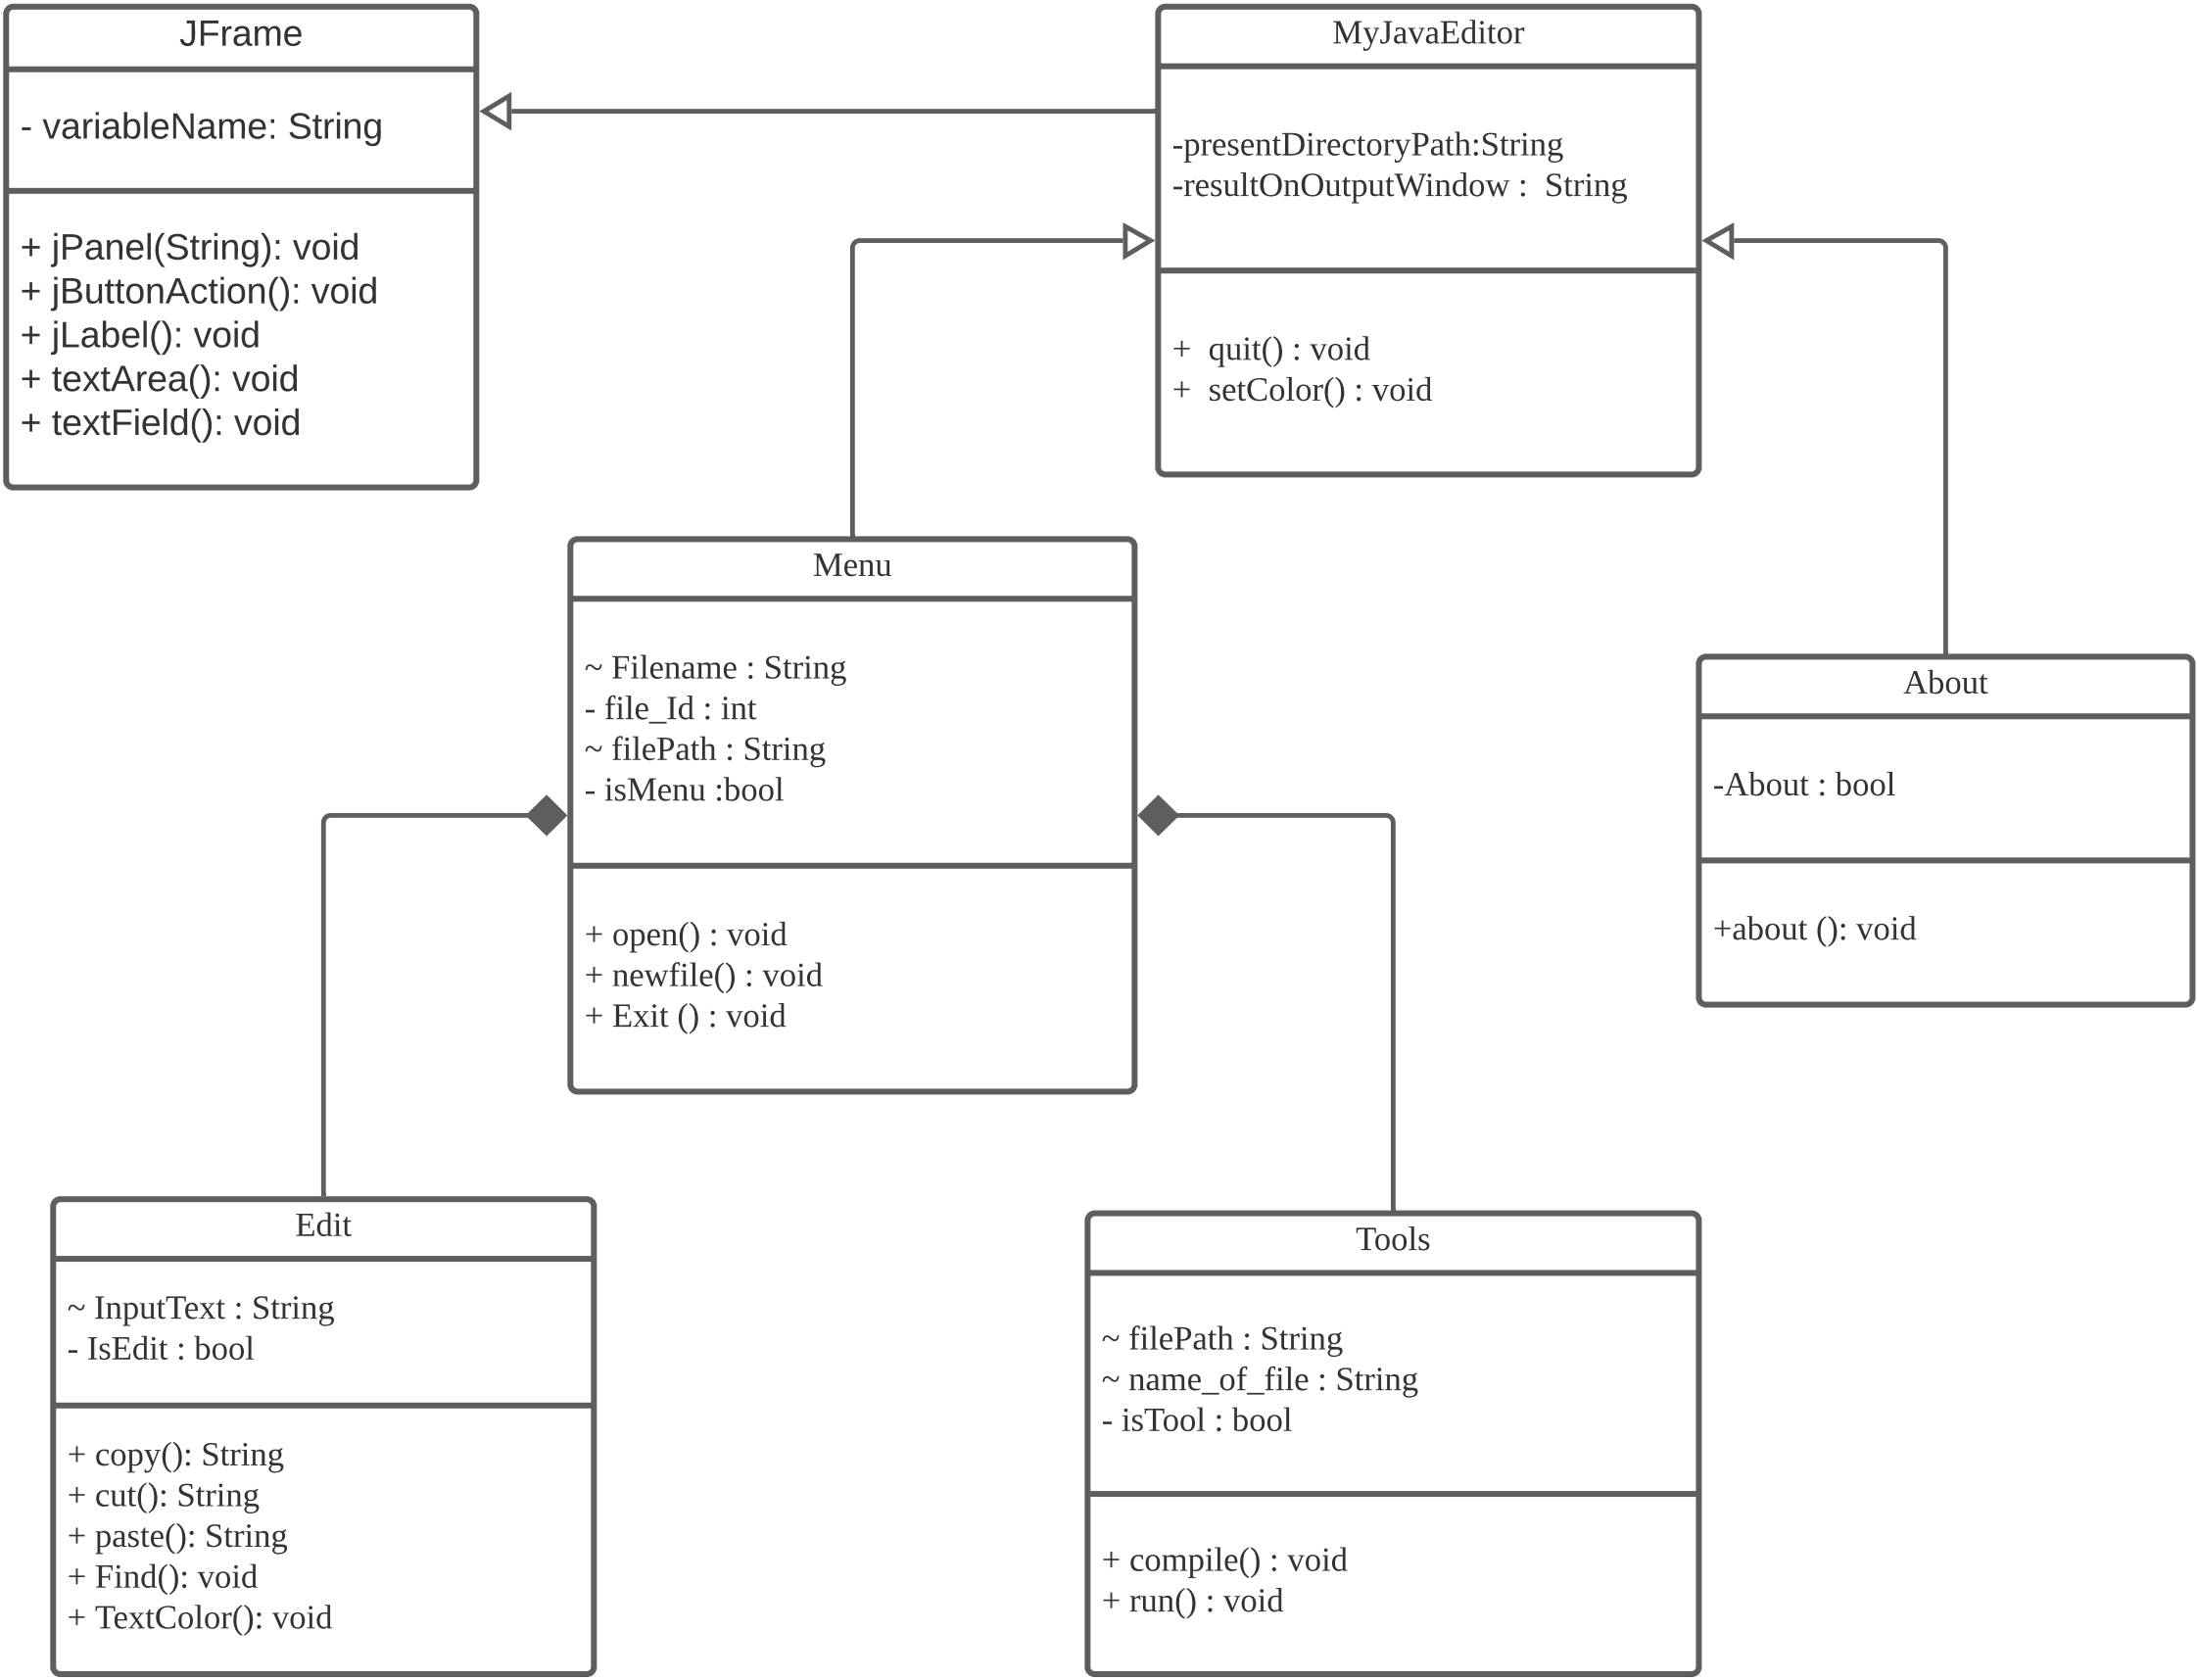 JFrame
- variableName: String
+ jPanel(String): void
+ jButtonAction(): void
+ jLabel(): void
+ textArea(): void
+ textField(): void
MyJavaEditor
-presentDirectoryPath:String
-resultOnOutputWindow :  String
+  quit() : void
+  setColor() : void
Menu
~ Filename : String
- file_Id : int
~ filePath : String
- isMenu :bool
+ open() : void
+ newfile() : void
+ Exit () : void
About
-About : bool
+about (): void
Edit
~ InputText : String
- IsEdit : bool
+ copy(): String
+ cut(): String
+ paste(): String
+ Find(): void
+ TextColor(): void
Tools
~ filePath : String
~ name_of_file : String
- isTool : bool
+ compile() : void
+ run() : void